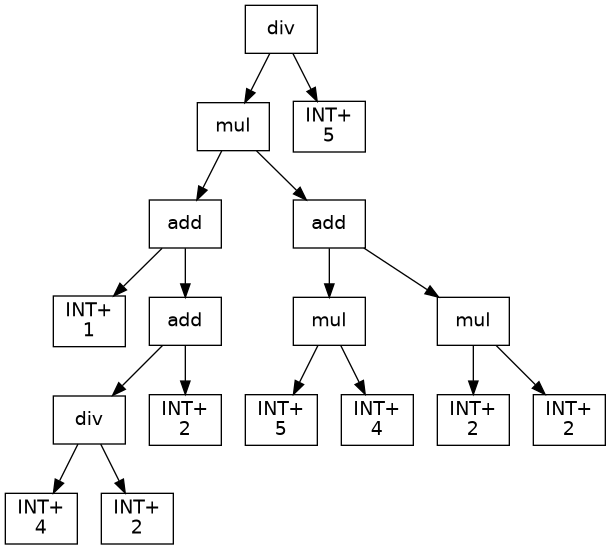 div
mul
INT+
5
add
add
INT+
1
add
mul
mul
div
INT+
2
INT+
5
INT+
4
INT+
2
INT+
2
INT+
4
INT+
2